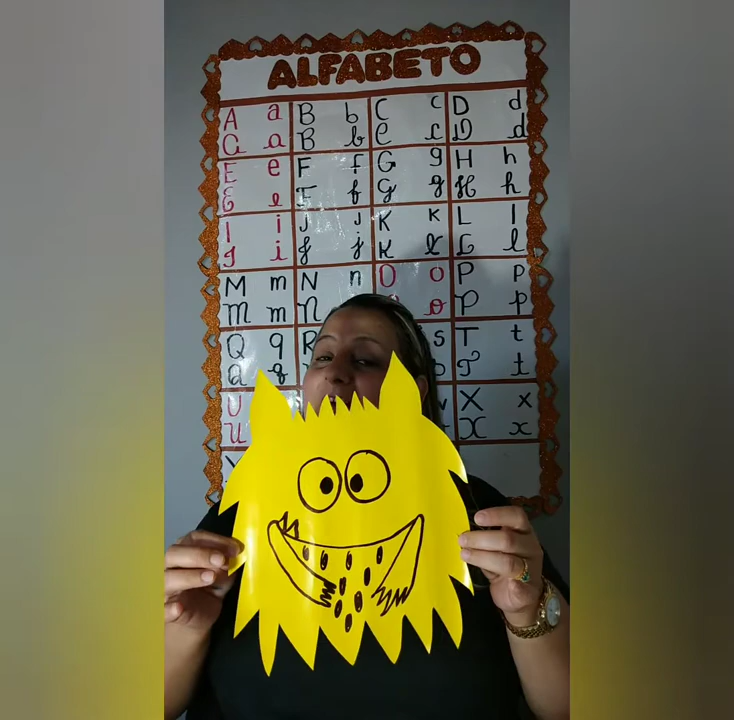 ALFABETO
A a B b C c D d
A a B b C c D d
E e F f G g H h
E e F f G g H h
I i J J K K L l
I i J j K k L l
M m N n O o P p
M m N o P p
Q q R s T t
Q q T t
U X x
U X x